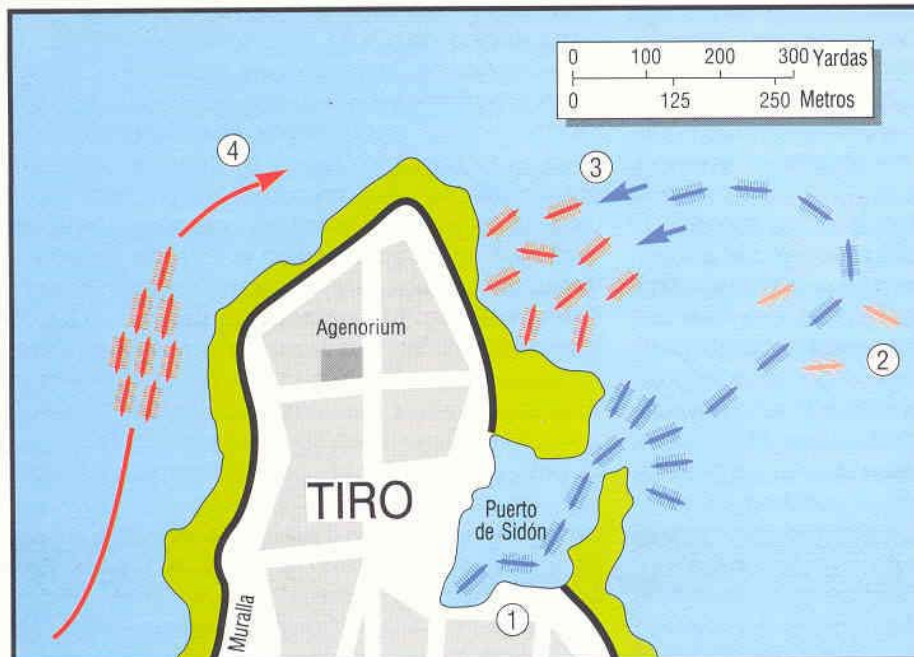 0 100 200 300 Yardas
0 125 250 Metros
4
3
Agenorium
2
TIRO
Puerto
de Sidón
Muralla
1